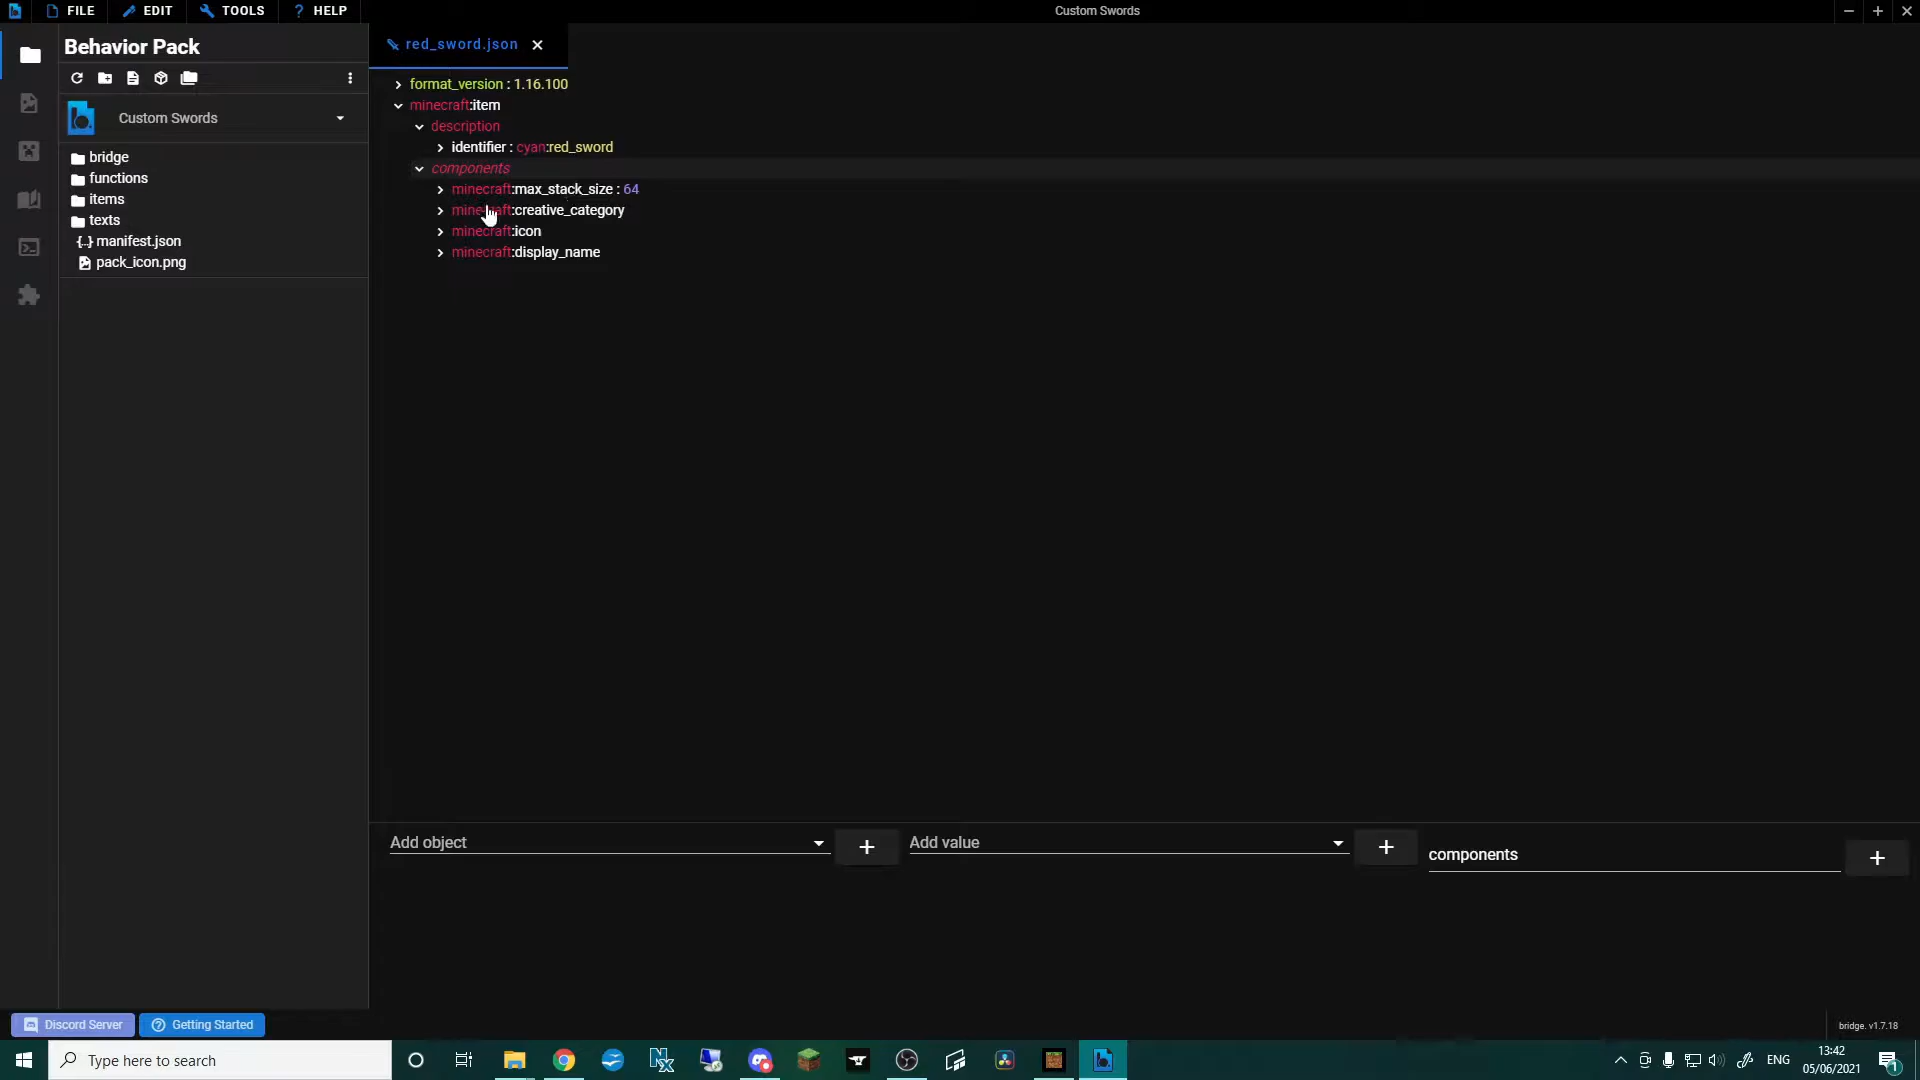 FILE EDIT TOOLS ? HELP Custom Swords
Behavior Pack
red_sword.json
Custom Swords
bridge
functions
items
texts
{..} manifest.json
pack_icon.png
format_version : 1.16.100
minecraft:item
description
identifier : cyan:red_sword
components
minecraft:max_stack_size : 64
minecraft:creative_category
minecraft:icon
minecraft:display_name
Add object
+
Add value
+
components
+
Discord Server
Getting Started
bridge. v1.7.18
Type here to search
ENG
13:42
05/06/2021
1